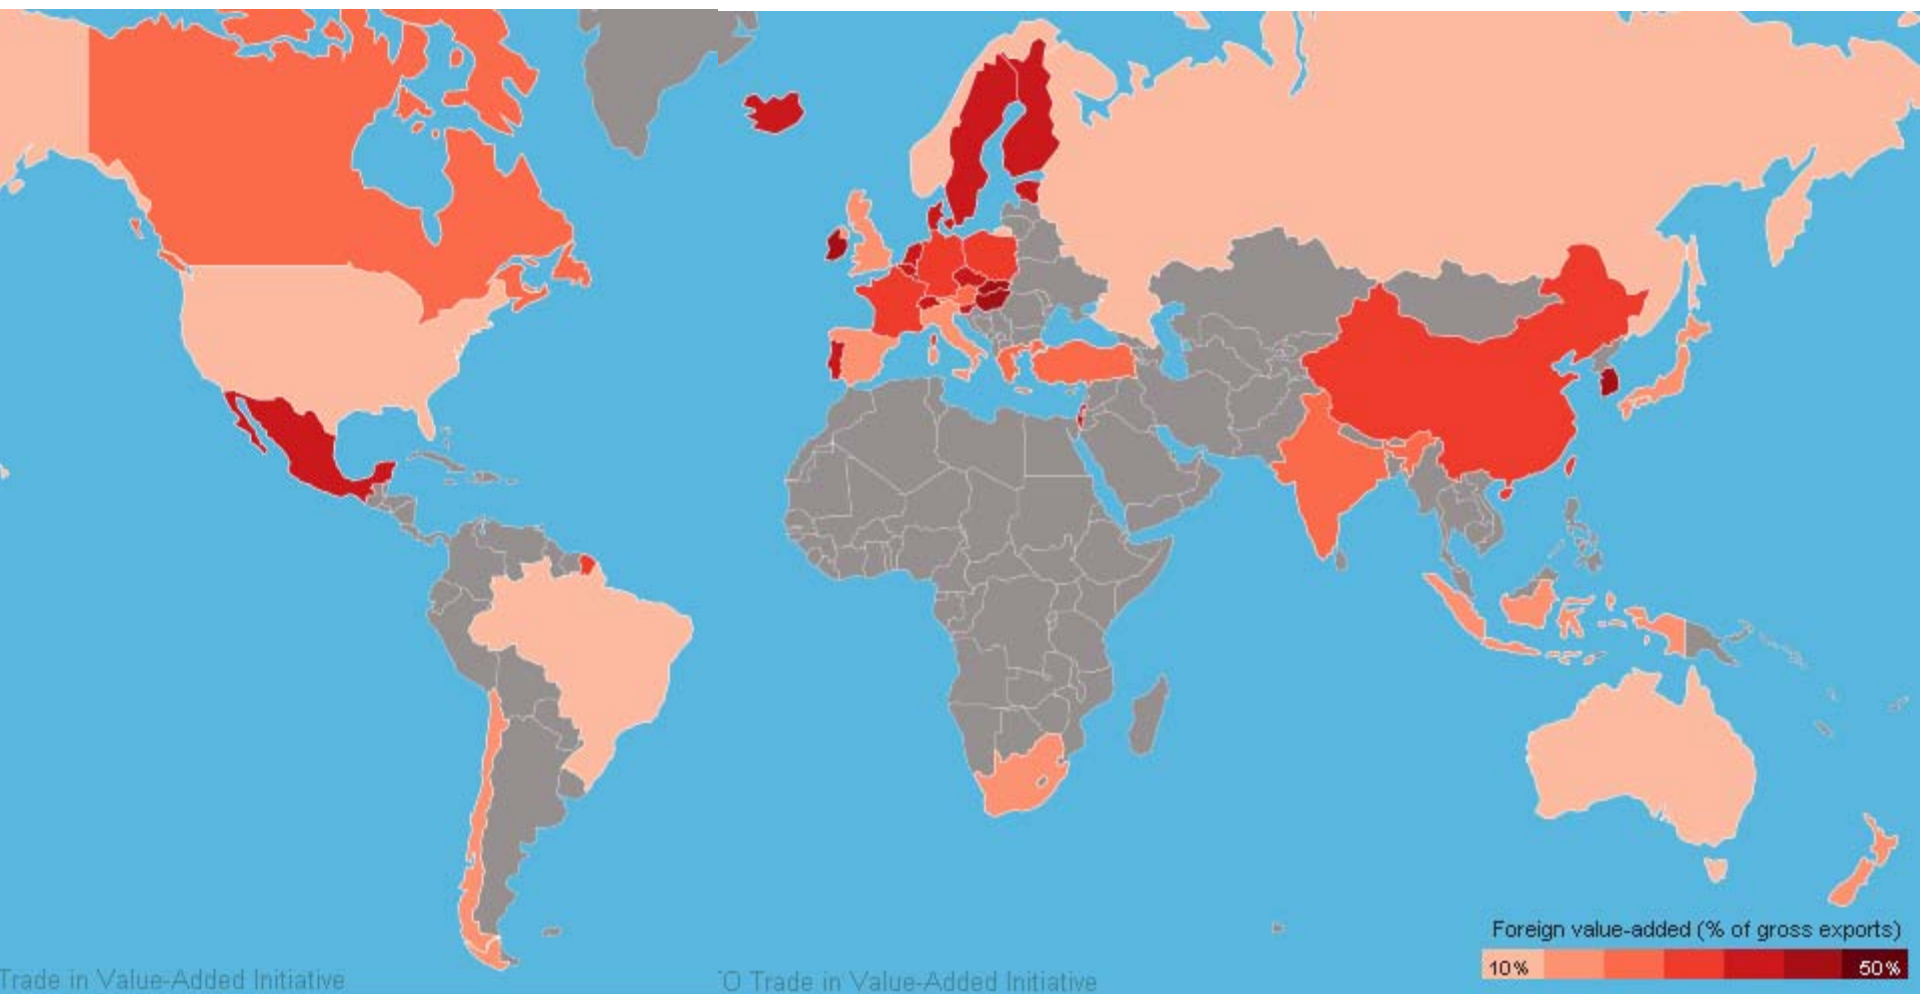 Foreign value-added (% of gross exports)
10% 50%
Trade in Value-Added Initiative
O Trade in Value-Added Initiative